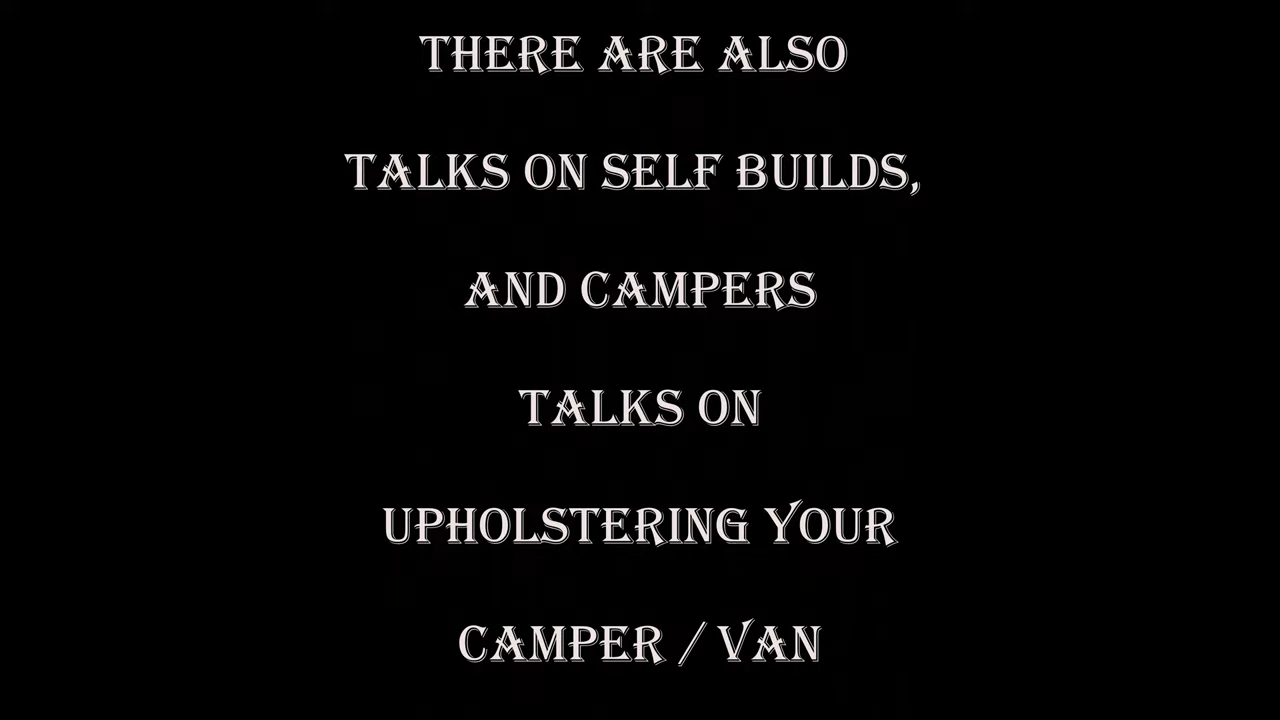 THERE ARE ALSO
TALKS ON SELF BUILDS,
AND CAMPERS
TALKS ON
UPHOLSTERING YOUR
CAMPER / VAN